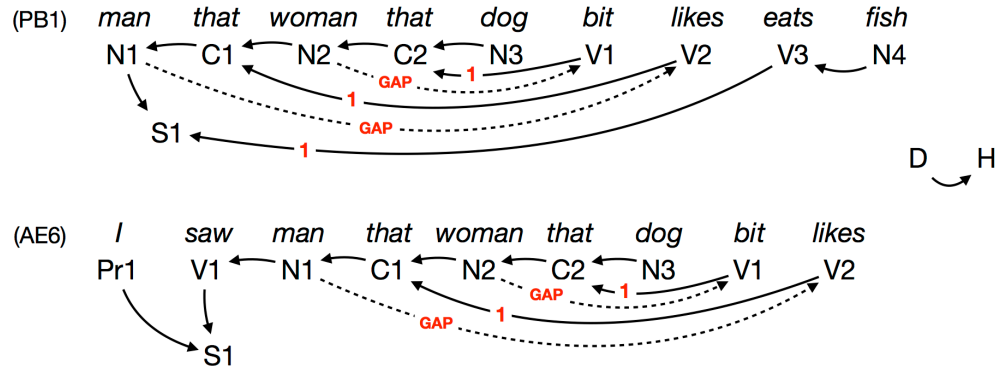 (PB1) man that woman that dog bit likes eats fish
N1 C1 N2 C2 N3 V1 V2 V3 N4
GAP 1
1
GAP
S1
1
D H
(AE6) I saw man that woman that dog bit likes
Pr1 V1 N1 C1 N2 C2 N3 V1 V2
GAP 1
GAP 1
S1